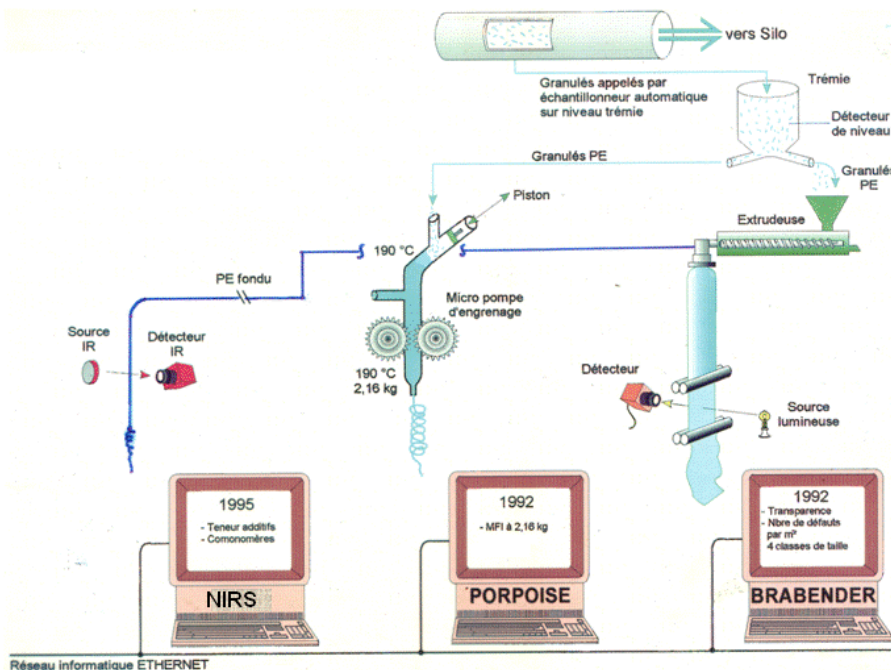 vers Silo
Granulés appelés par
échantillonneur automatique
sur niveau trémie
Trémie
Détecteur
de niveau
Granulés PE
Granulés
PE
Piston
Extrudeuse
190 °C
PE fondu
Micro pompe
d'engrenage
Source
IR
Détecteur
IR
190 °C
2,16 kg
Détecteur
Source
lumineuse
1995
- Teneur additifs
- Comonomères
NIRS
1992
- MFI à 2,16 kg
PORPOISE
1992
- Transparence
- Nbre de défauts
par m²
4 classes de taille
BRABENDER
Réseau informatique ETHERNET